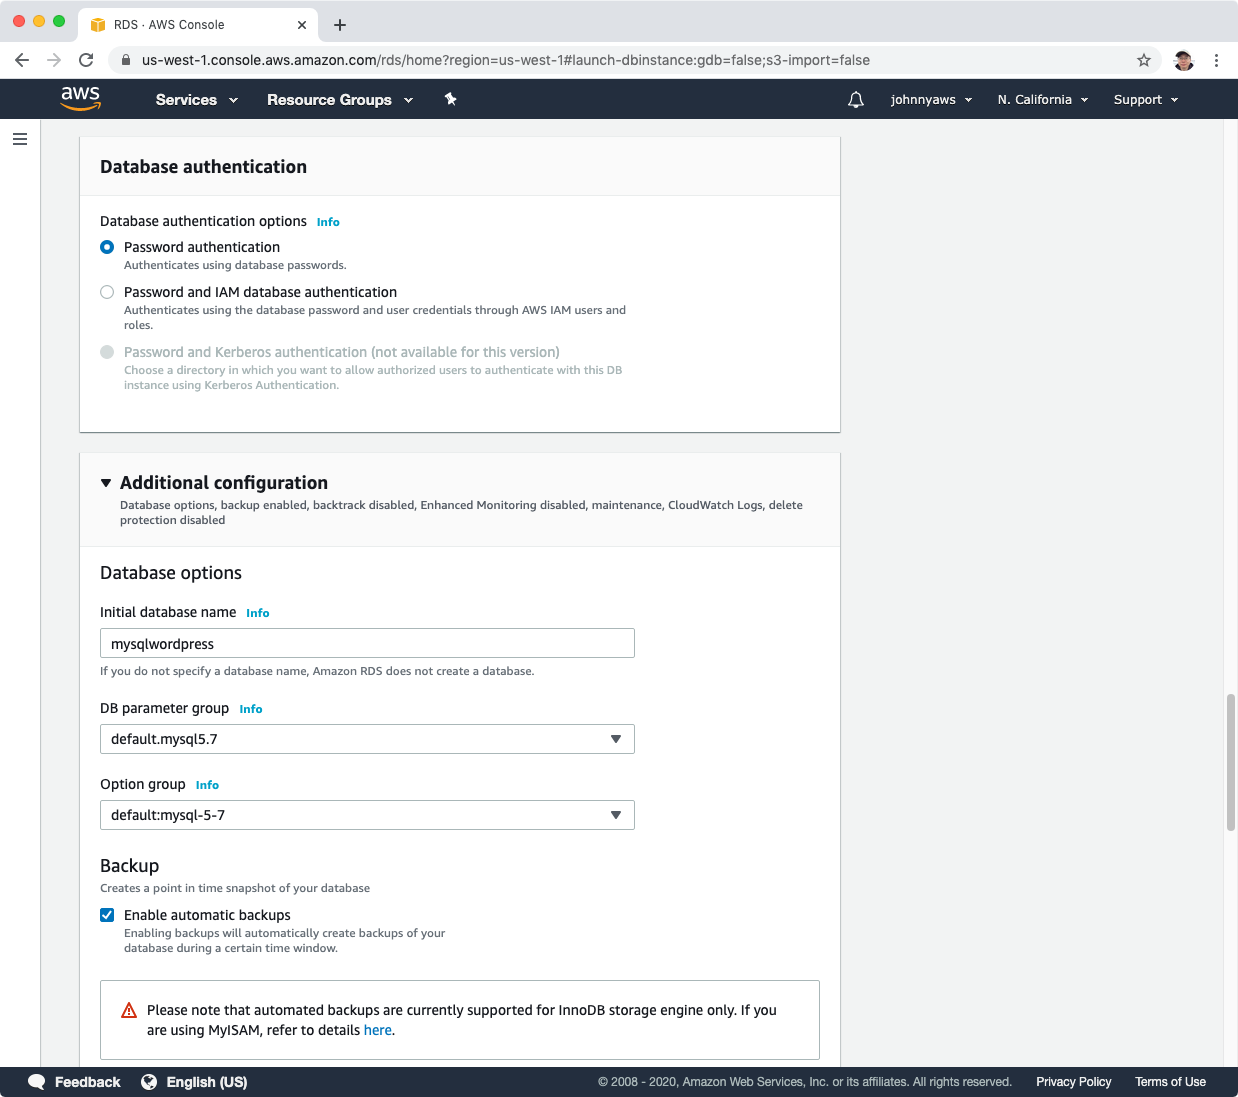 RDS · AWS Console
us-west-1.console.aws.amazon.com/rds/home?region=us-west-1#launch-dbinstance:gdb=false;s3-import=false
aws Services Resource Groups johnnyaws N. California Support
Database authentication
Database authentication options Info
Password authentication
Authenticates using database passwords.
Password and IAM database authentication
Authenticates using the database password and user credentials through AWS IAM users and
roles.
Password and Kerberos authentication (not available for this version)
Choose a directory in which you want to allow authorized users to authenticate with this DB
instance using Kerberos Authentication.
Additional configuration
Database options, backup enabled, backtrack disabled, Enhanced Monitoring disabled, maintenance, CloudWatch Logs, delete
protection disabled
Database options
Initial database name Info
mysqlwordpress
If you do not specify a database name, Amazon RDS does not create a database.
DB parameter group Info
default.mysql5.7
Option group Info
default:mysql-5-7
Backup
Creates a point in time snapshot of your database
Enable automatic backups
Enabling backups will automatically create backups of your
database during a certain time window.
Please note that automated backups are currently supported for InnoDB storage engine only. If you
are using MyISAM, refer to details here.
Feedback English (US) © 2008 - 2020, Amazon Web Services, Inc. or its affiliates. All rights reserved. Privacy Policy Terms of Use